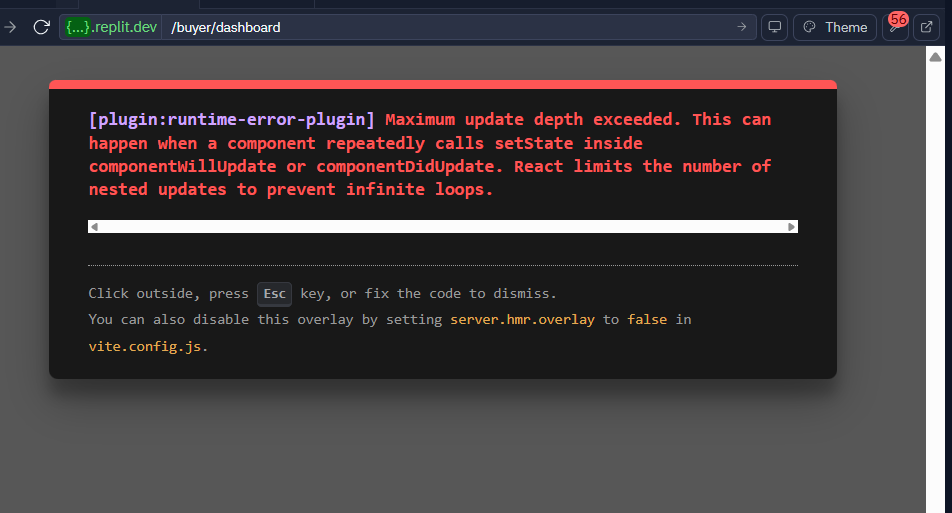 {...}.replit.dev /buyer/dashboard Theme 56
[plugin:runtime-error-plugin] Maximum update depth exceeded. This can
happen when a component repeatedly calls setState inside
componentWillUpdate or componentDidUpdate. React limits the number of
nested updates to prevent infinite loops.
Click outside, press Esc key, or fix the code to dismiss.
You can also disable this overlay by setting server.hmr.overlay to false in
vite.config.js.